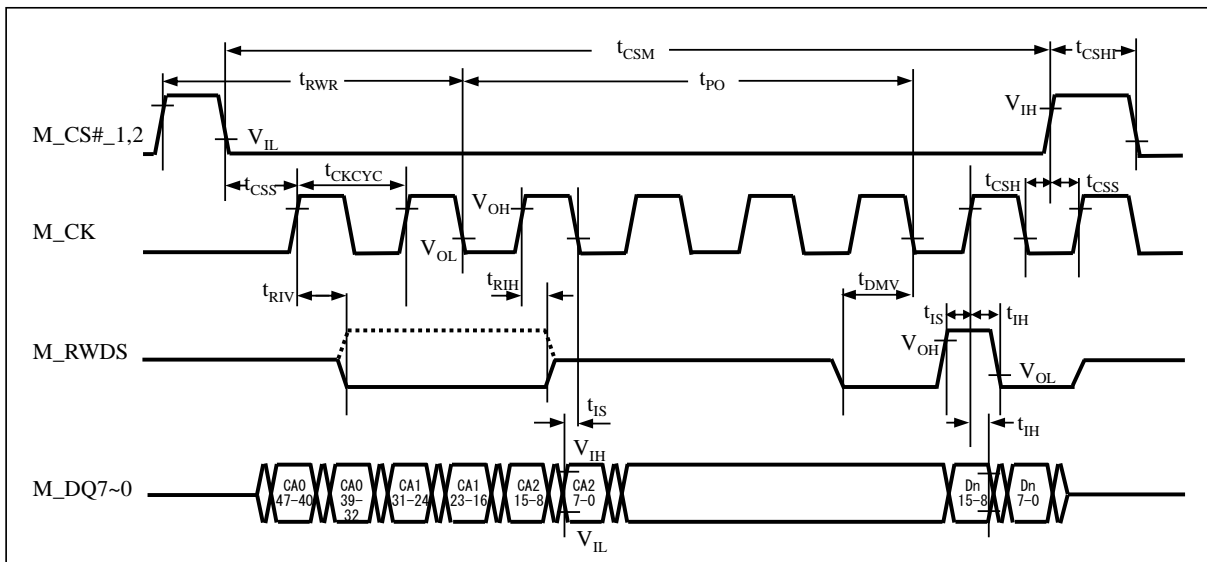 tCSM
tCSHI
tRWR
tPO
M_CS#_1,2
VIL
VIH
tCSS
tCKCYC
tCSH
tCSS
M_CK
VOH
VOL
tRIV
tRIH
tDMV
tIS
tIH
M_RWDS
VOH
VOL
tIS
tIH
VIH
M_DQ7~0
CA0
47-40
CA0
39-
32
CA1
31-24
CA1
23-16
CA2
15-8
CA2
7-0
Dn
15-8
Dn
7-0
VIL